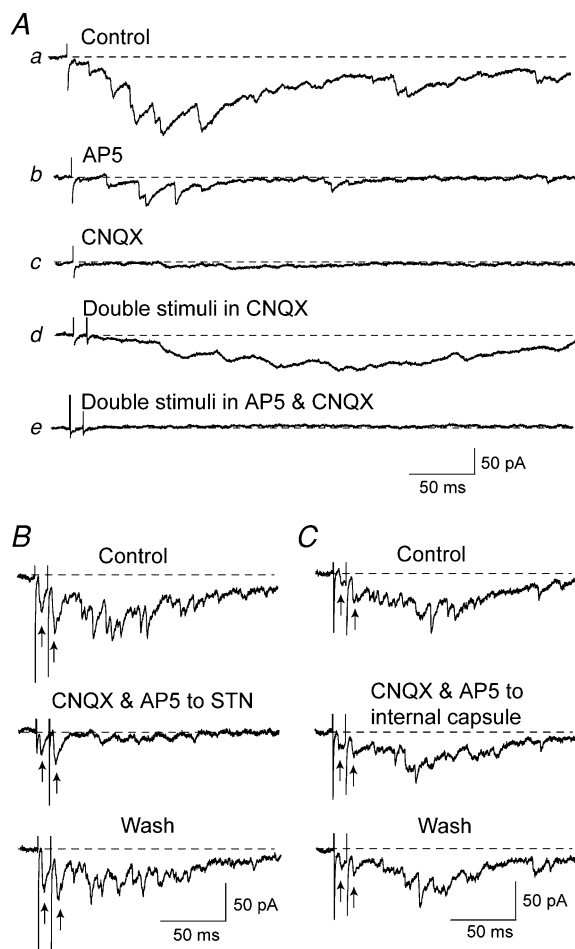 A
a Control
b AP5
c CNQX
d Double stimuli in CNQX
e Double stimuli in AP5 & CNQX
50 pA
50 ms
B
Control
CNQX & AP5 to STN
Wash
50 pA
50 ms
C
Control
CNQX & AP5 to
internal capsule
Wash
50 pA
50 ms